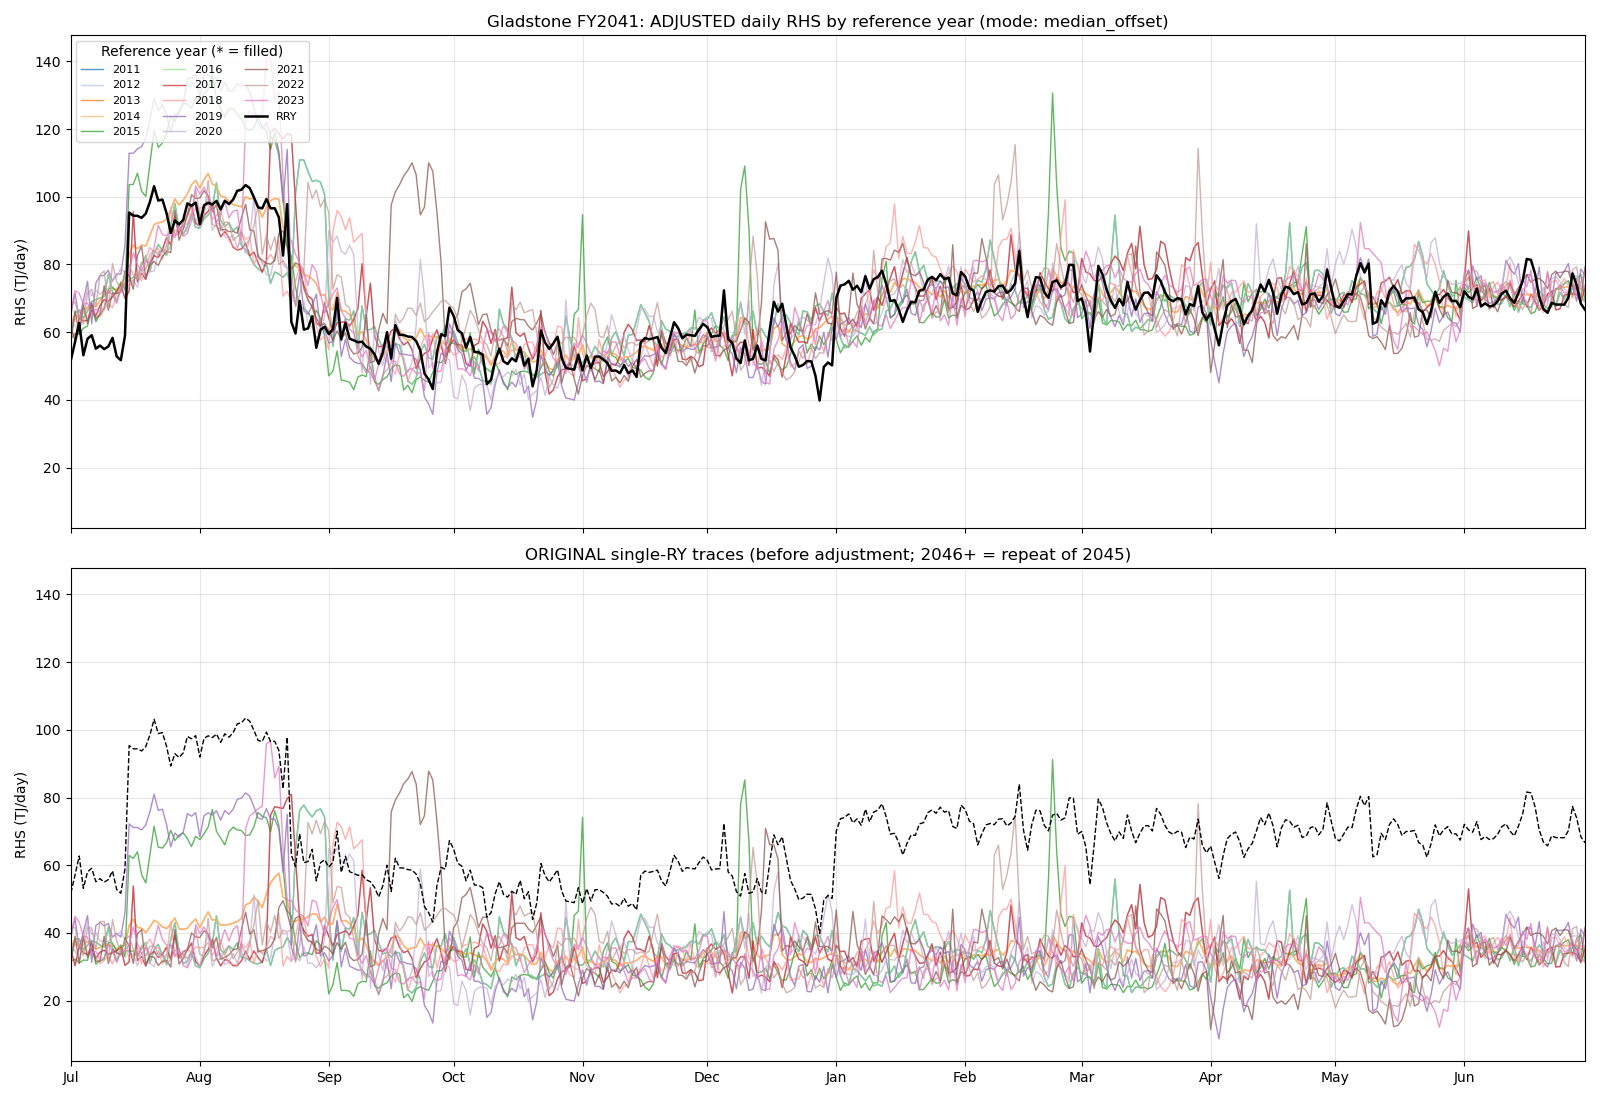 Gladstone FY2041: ADJUSTED daily RHS by reference year (mode: median_offset)
RHS (TJ/day)
140
120
100
80
60
40
20
Reference year (* = filled)
2011 2016 2021
2012 2017 2022
2013 2018 2023
2014 2019 RRY
2015 2020
ORIGINAL single-RY traces (before adjustment; 2046+ = repeat of 2045)
RHS (TJ/day)
140
120
100
80
60
40
20
Jul Aug Sep Oct Nov Dec Jan Feb Mar Apr May Jun